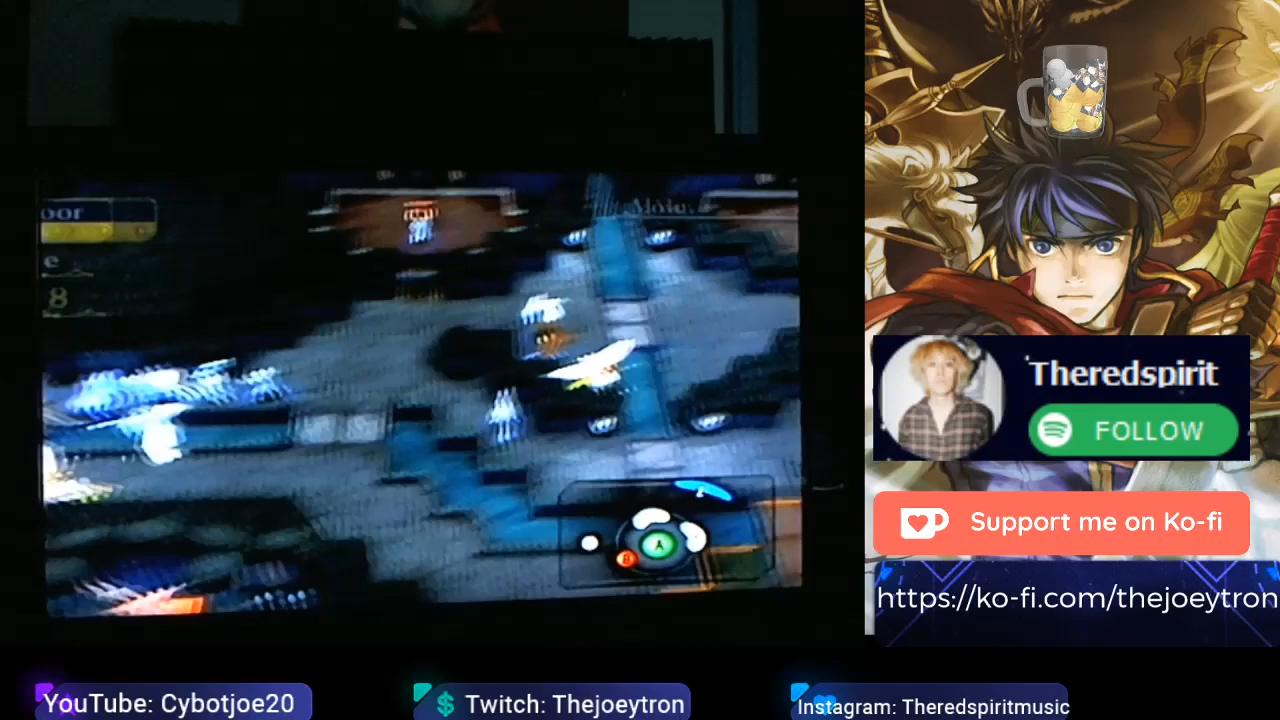 oor
e
8
A
B
Theredspirit
FOLLOW
Support me on Ko-fi
https://ko-fi.com/thejoeytron
YouTube: Cybotjoe20
$ Twitch: Thejoeytron
Instagram: Theredspiritmusic